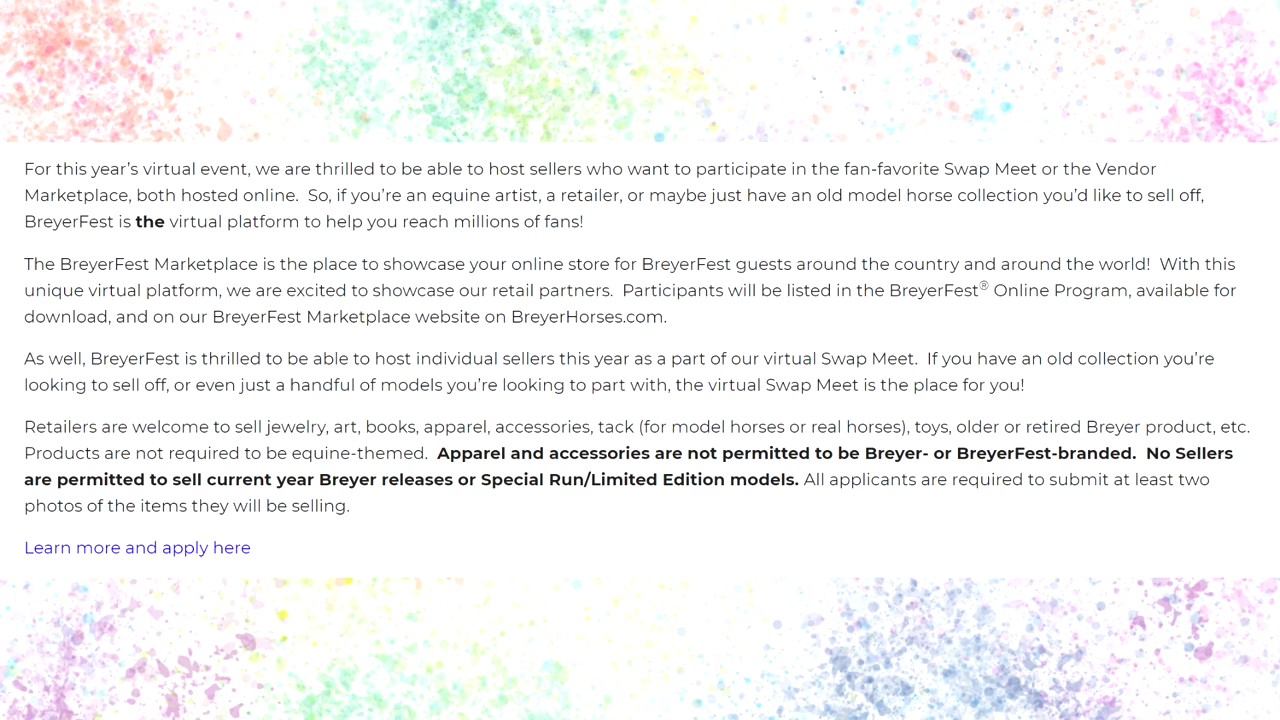 For this year’s virtual event, we are thrilled to be able to host sellers who want to participate in the fan-favorite Swap Meet or the Vendor
Marketplace, both hosted online.  So, if you’re an equine artist, a retailer, or maybe just have an old model horse collection you’d like to sell off,
BreyerFest is the virtual platform to help you reach millions of fans!
The BreyerFest Marketplace is the place to showcase your online store for BreyerFest guests around the country and around the world!  With this
unique virtual platform, we are excited to showcase our retail partners.  Participants will be listed in the BreyerFest® Online Program, available for
download, and on our BreyerFest Marketplace website on BreyerHorses.com.
As well, BreyerFest is thrilled to be able to host individual sellers this year as a part of our virtual Swap Meet.  If you have an old collection you’re
looking to sell off, or even just a handful of models you’re looking to part with, the virtual Swap Meet is the place for you!
Retailers are welcome to sell jewelry, art, books, apparel, accessories, tack (for model horses or real horses), toys, older or retired Breyer product, etc.
Products are not required to be equine-themed.  Apparel and accessories are not permitted to be Breyer- or BreyerFest-branded.  No Sellers
are permitted to sell current year Breyer releases or Special Run/Limited Edition models. All applicants are required to submit at least two
photos of the items they will be selling.
Learn more and apply here